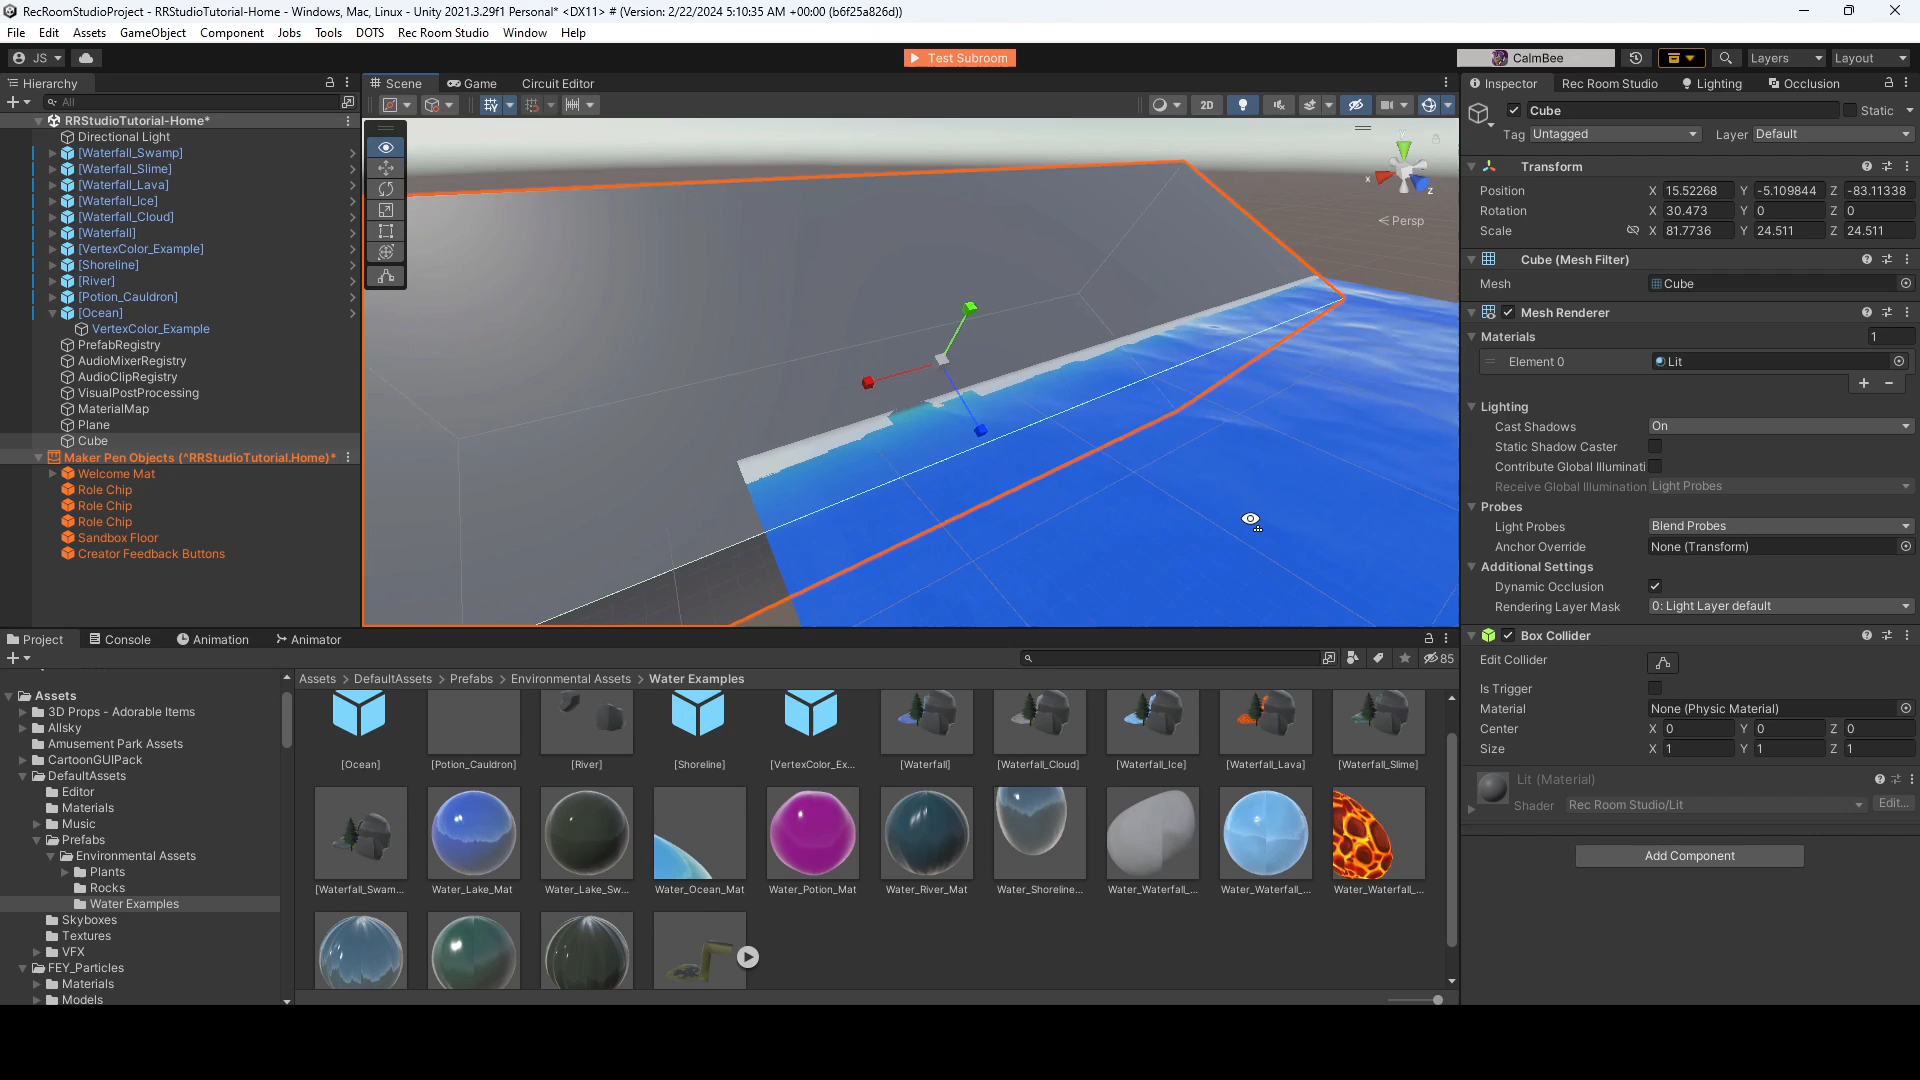 RecRoomStudioProject - RRStudioTutorial-Home - Windows, Mac, Linux - Unity 2021.3.29f1 Personal* <DX11> # (Version: 2/22/2024 5:10:35 AM +00:00 (b6f25a826d))
File Edit Assets GameObject Component Jobs Tools DOTS Rec Room Studio Window Help
JS
Test Subroom
CalmBee
Layers
Layout
Hierarchy
All
RRStudioTutorial-Home*
Directional Light
[Waterfall_Swamp]
[Waterfall_Slime]
[Waterfall_Lava]
[Waterfall_Ice]
[Waterfall_Cloud]
[Waterfall]
[VertexColor_Example]
[Shoreline]
[River]
[Potion_Cauldron]
[Ocean]
VertexColor_Example
PrefabRegistry
AudioMixerRegistry
AudioClipRegistry
VisualPostProcessing
MaterialMap
Plane
Cube
Maker Pen Objects (^RRStudioTutorial.Home)*
Welcome Mat
Role Chip
Role Chip
Role Chip
Sandbox Floor
Creator Feedback Buttons
Scene Game Circuit Editor
2D
Y
X
Z
Persp
Inspector Rec Room Studio Lighting Occlusion
Cube
Static
Tag Untagged Layer Default
Transform
Position X 15.52268 Y -5.109844 Z -83.11338
Rotation X 30.473 Y 0 Z 0
Scale X 81.7736 Y 24.511 Z 24.511
Cube (Mesh Filter)
Mesh Cube
Mesh Renderer
Materials 1
Element 0 Lit
Lighting
Cast Shadows On
Static Shadow Caster
Contribute Global Illuminati
Receive Global Illumination Light Probes
Probes
Light Probes Blend Probes
Anchor Override None (Transform)
Additional Settings
Dynamic Occlusion
Rendering Layer Mask 0: Light Layer default
Box Collider
Edit Collider
Is Trigger
Material None (Physic Material)
Center X 0 Y 0 Z 0
Size X 1 Y 1 Z 1
Lit (Material)
Shader Rec Room Studio/Lit Edit...
Add Component
Project Console Animation Animator
85
Assets
3D Props - Adorable Items
Allsky
Amusement Park Assets
CartoonGUIPack
DefaultAssets
Editor
Materials
Music
Prefabs
Environmental Assets
Plants
Rocks
Water Examples
Skyboxes
Textures
VFX
FEY_Particles
Materials
Models
Assets > DefaultAssets > Prefabs > Environmental Assets > Water Examples
[Ocean] [Potion_Cauldron] [River] [Shoreline] [VertexColor_Ex... [Waterfall] [Waterfall_Cloud] [Waterfall_Ice] [Waterfall_Lava] [Waterfall_Slime]
[Waterfall_Swam... Water_Lake_Mat Water_Lake_Sw... Water_Ocean_Mat Water_Potion_Mat Water_River_Mat Water_Shoreline... Water_Waterfall_... Water_Waterfall_... Water_Waterfall_...